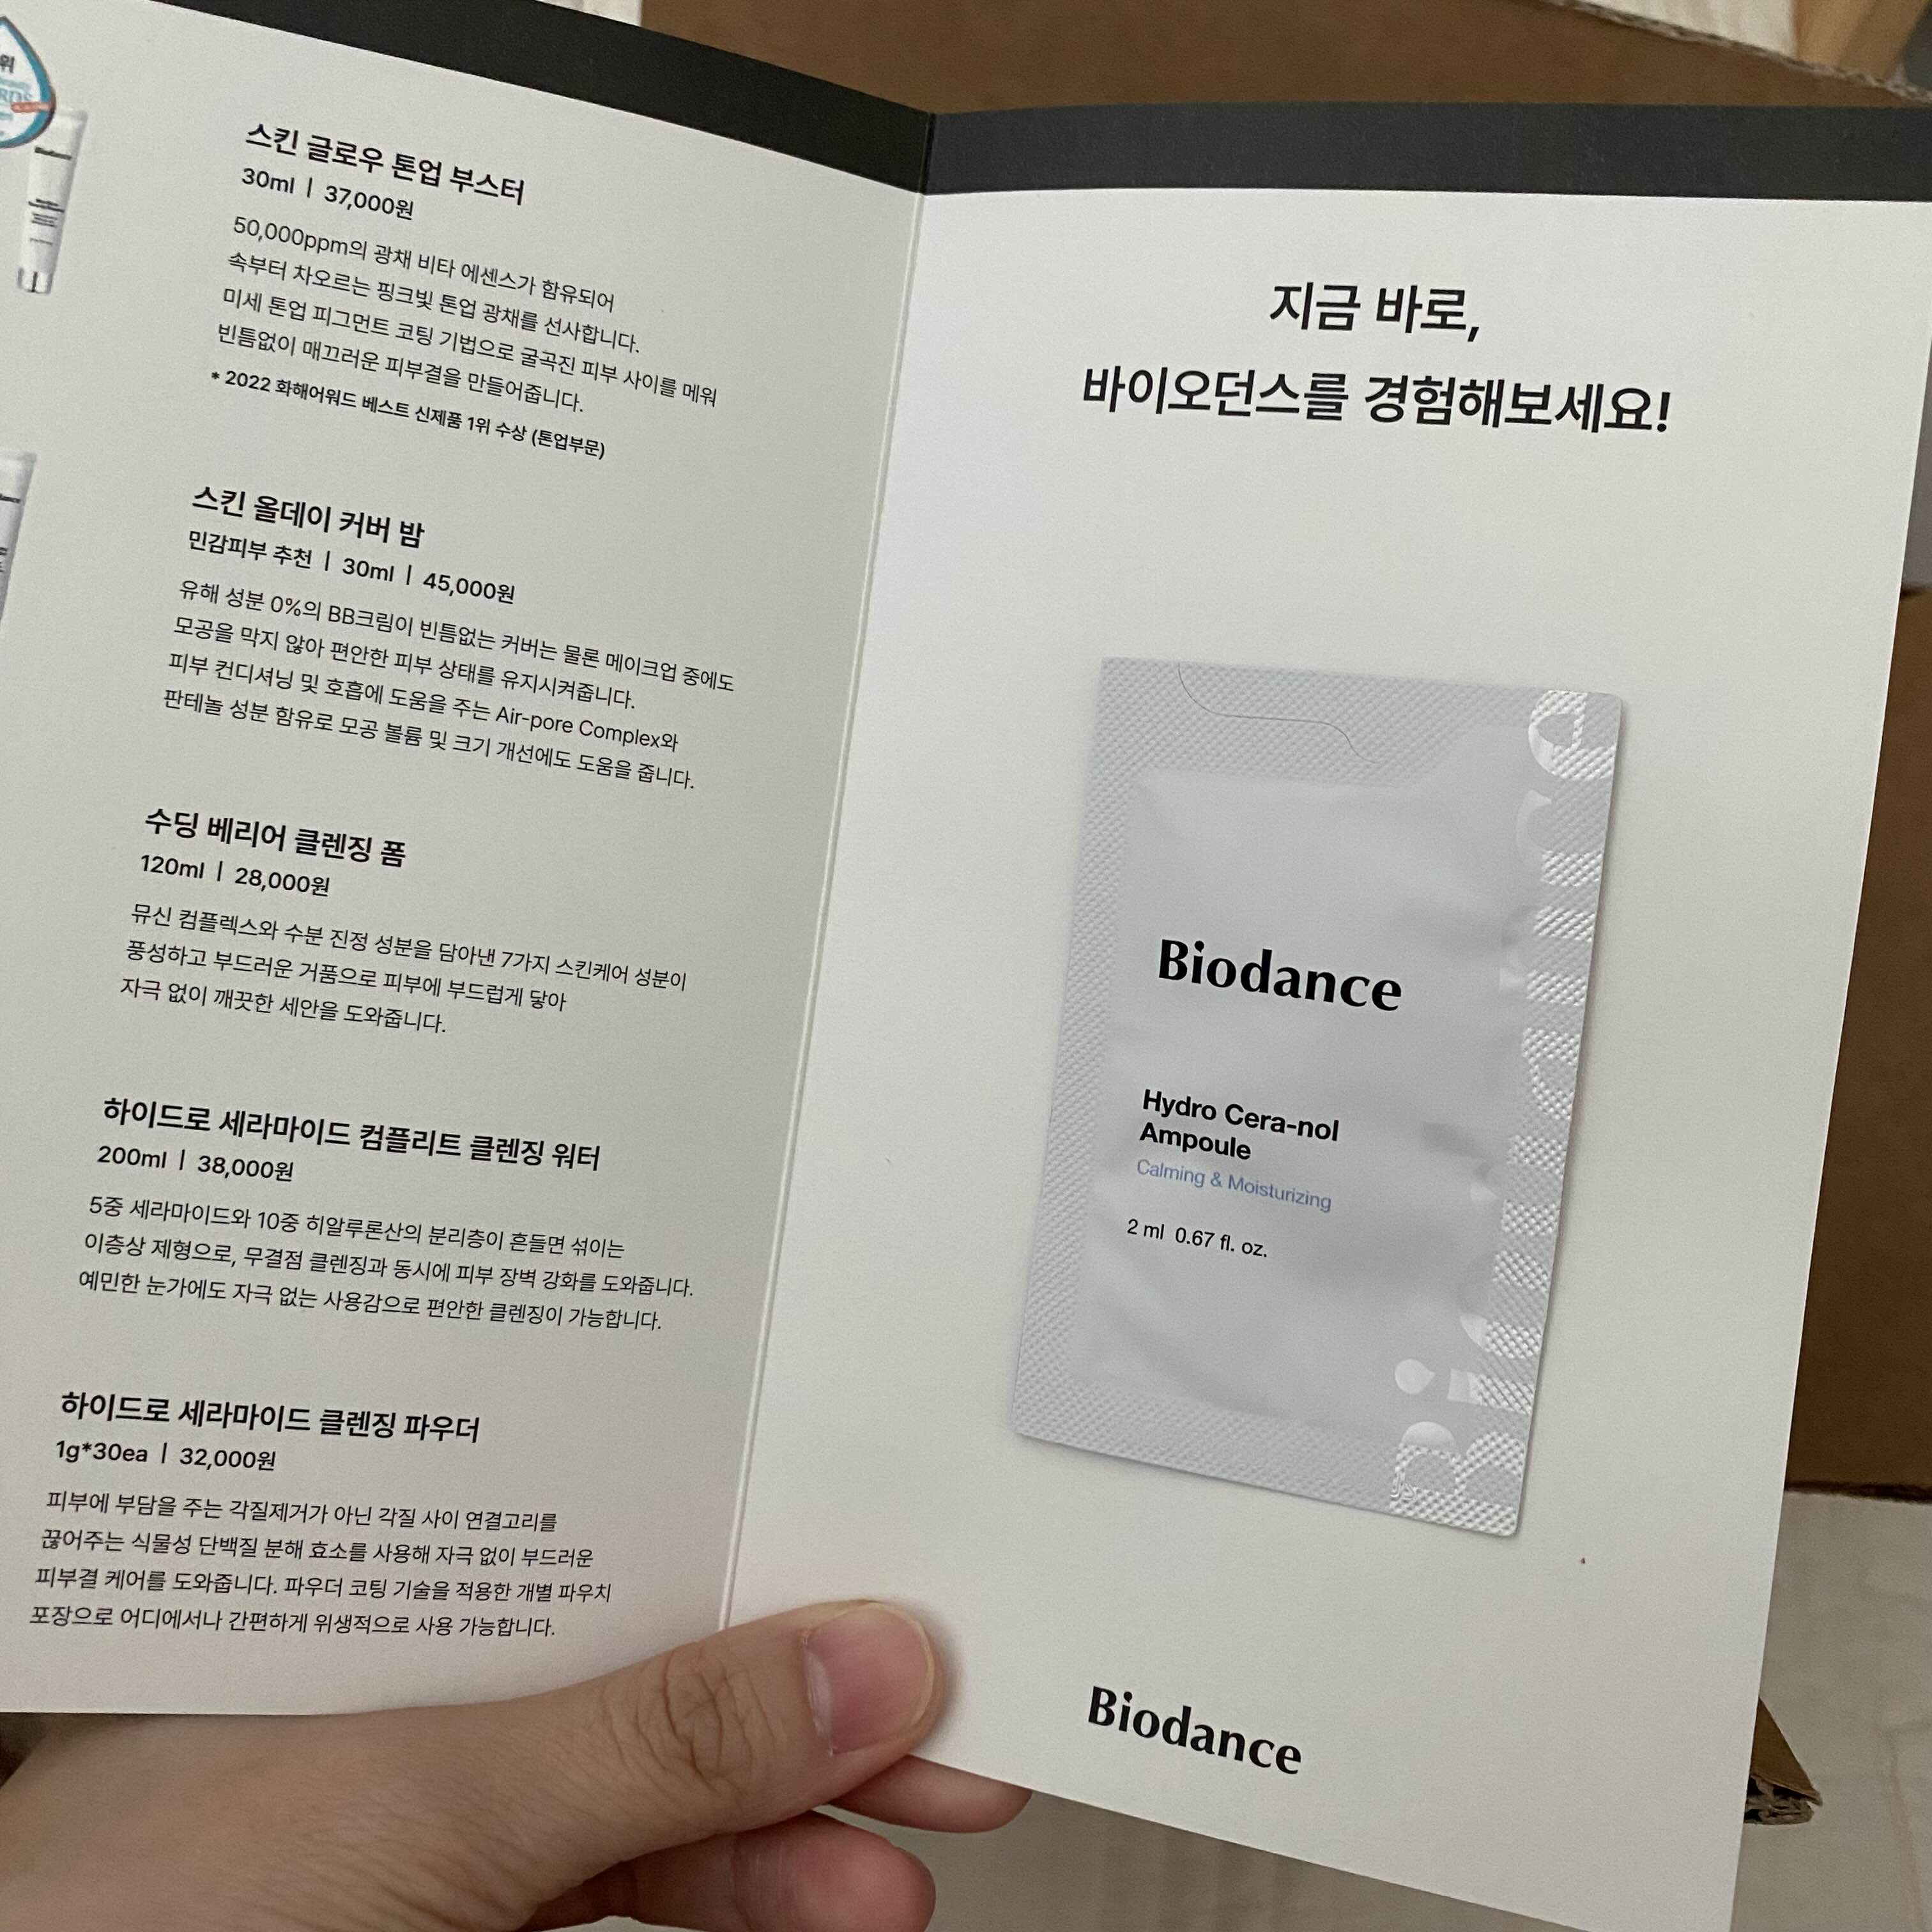 위
스킨 글로우 톤업 부스터
30ml | 37,000원
50,000ppm의 광채 비타 에센스가 함유되어
속부터 차오르는 핑크빛 톤업 광채를 선사합니다.
미세 톤업 피그먼트 코팅 기법으로 굴곡진 피부 사이를 메워
빈틈없이 매끄러운 피부결을 만들어줍니다.
* 2022 화해어워드 베스트 신제품 1위 수상 (톤업부문)
스킨 올데이 커버 밤
민감피부 추천 | 30ml | 45,000원
유해 성분 0%의 BB크림이 빈틈없는 커버는 물론 메이크업 중에도
모공을 막지 않아 편안한 피부 상태를 유지시켜줍니다.
피부 컨디셔닝 및 호흡에 도움을 주는 Air-pore Complex와
판테놀 성분 함유로 모공 볼륨 및 크기 개선에도 도움을 줍니다.
수딩 베리어 클렌징 폼
120ml | 28,000원
뮤신 컴플렉스와 수분 진정 성분을 담아낸 7가지 스킨케어 성분이
풍성하고 부드러운 거품으로 피부에 부드럽게 닿아
자극 없이 깨끗한 세안을 도와줍니다.
하이드로 세라마이드 컴플리트 클렌징 워터
200ml | 38,000원
5중 세라마이드와 10중 히알루론산의 분리층이 흔들면 섞이는
이층상 제형으로, 무결점 클렌징과 동시에 피부 장벽 강화를 도와줍니다.
예민한 눈가에도 자극 없는 사용감으로 편안한 클렌징이 가능합니다.
하이드로 세라마이드 클렌징 파우더
1g*30ea | 32,000원
피부에 부담을 주는 각질제거가 아닌 각질 사이 연결고리를
끊어주는 식물성 단백질 분해 효소를 사용해 자극 없이 부드러운
피부결 케어를 도와줍니다. 파우더 코팅 기술을 적용한 개별 파우치
포장으로 어디에서나 간편하게 위생적으로 사용 가능합니다.
지금 바로,
바이오던스를 경험해보세요!
Biodance
Hydro Cera-nol
Ampoule
Calming & Moisturizing
2 ml 0.67 fl. oz.
Biodance
Biodance